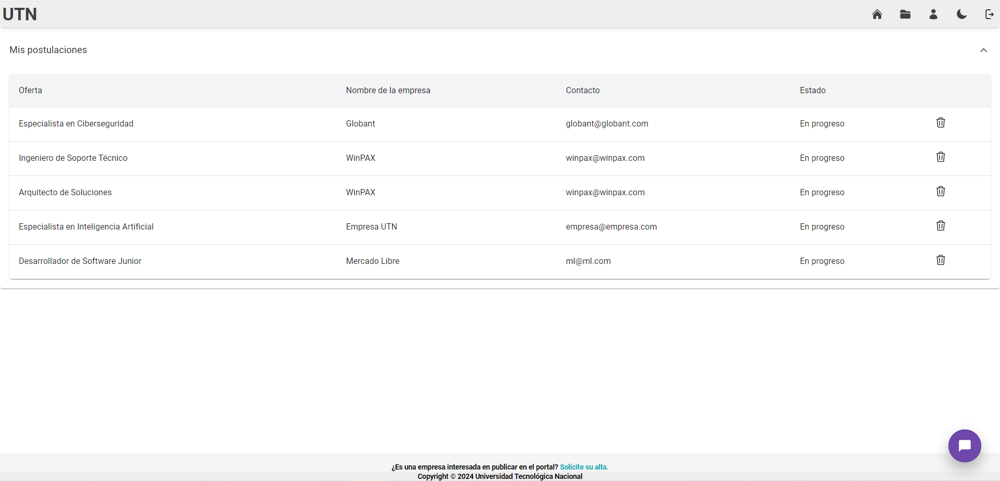 UTN
Mis postulaciones
Oferta Nombre de la empresa Contacto Estado
Especialista en Ciberseguridad Globant globant@globant.com En progreso
Ingeniero de Soporte Técnico WinPAX winpax@winpax.com En progreso
Arquitecto de Soluciones WinPAX winpax@winpax.com En progreso
Especialista en Inteligencia Artificial Empresa UTN empresa@empresa.com En progreso
Desarrollador de Software Junior Mercado Libre ml@ml.com En progreso
¿Es una empresa interesada en publicar en el portal? Solicite su alta.
Copyright © 2024 Universidad Tecnológica Nacional